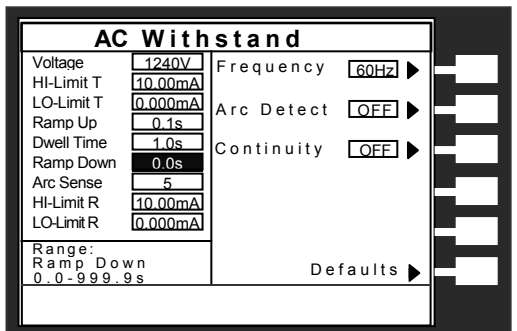 AC Withstand
Voltage 1240V
HI-Limit T 10.00mA
LO-Limit T 0.000mA
Ramp Up 0.1s
Dwell Time 1.0s
Ramp Down 0.0s
Arc Sense 5
HI-Limit R 10.00mA
LO-Limit R 0.000mA
Range:
Ramp Down
0.0-999.9s
Frequency 60Hz
Arc Detect OFF
Continuity OFF
Defaults